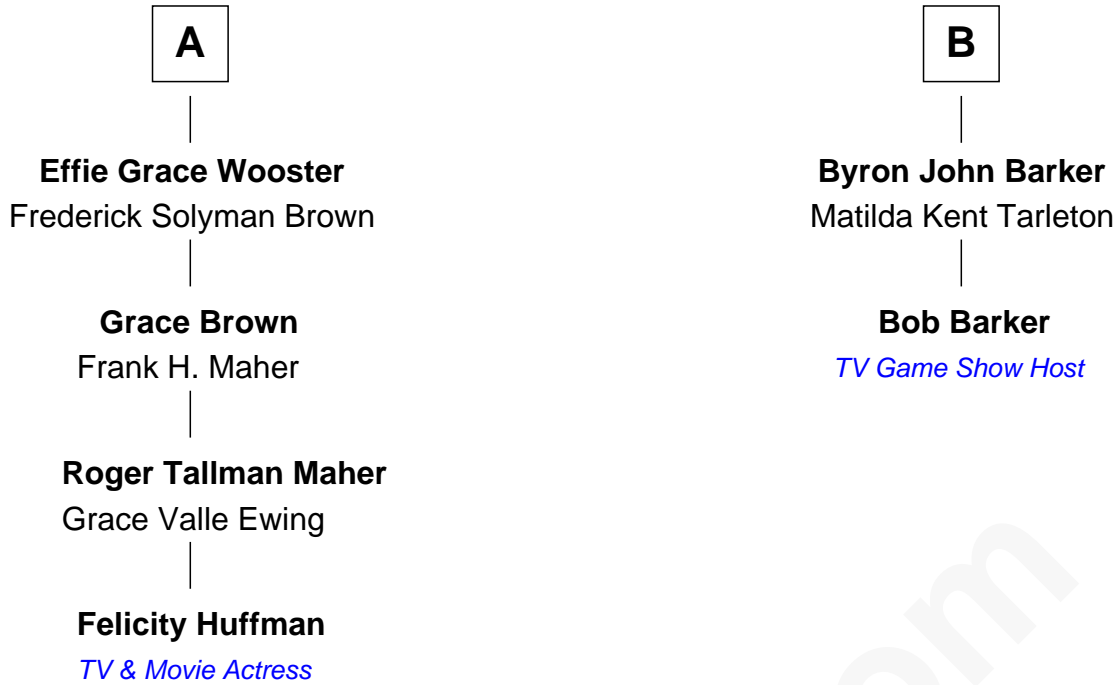 A
Effie Grace Wooster
Frederick Solyman Brown
Grace Brown
Frank H. Maher
Roger Tallman Maher
Grace Valle Ewing
Felicity Huffman
TV & Movie Actress
B
Byron John Barker
Matilda Kent Tarleton
Bob Barker
TV Game Show Host
om